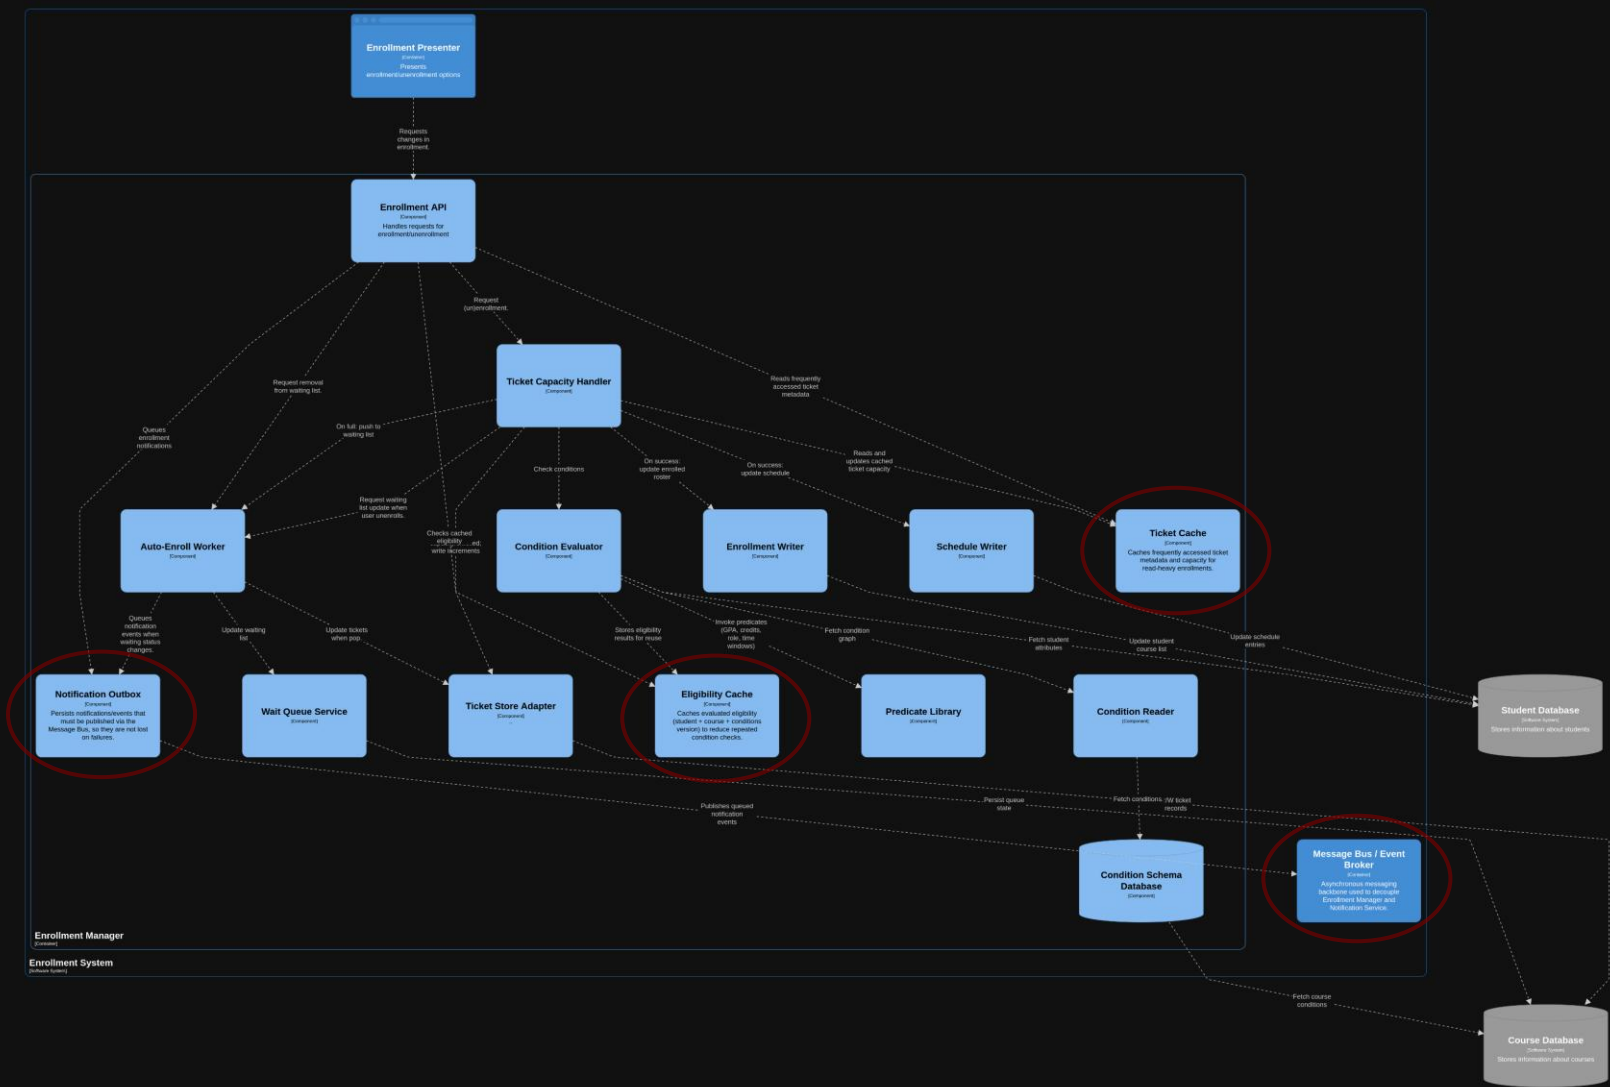 Enrollment Presenter
[Container]
Presents
enrollment/unenrollment options
Requests
changes in
enrollment.
Enrollment API
[Component]
Handles requests for
enrollment/unenrollment
Request
(un)enrollment.
Ticket Capacity Handler
[Component]
Reads frequently
accessed ticket
metadata
Request removal
from waiting list.
Queues
enrollment
notifications
On full: push to
waiting list
Check conditions
On success:
update enrolled
roster
On success:
update schedule
Reads and
updates cached
ticket capacity
Request waiting
list update when
user unenrolls.
Checks cached
eligibility
ed;
write increments
Auto-Enroll Worker
[Component]
Condition Evaluator
[Component]
Enrollment Writer
[Component]
Schedule Writer
[Component]
Ticket Cache
[Component]
Caches frequently accessed ticket
metadata and capacity for
read-heavy enrollments.
Queues
notification
events when
waiting status
changes.
Update waiting
list
Update tickets
when pop
Stores eligibility
results for reuse
Invoke predicates
(GPA, credits,
role, time
windows)
Fetch condition
graph
Fetch student
attributes
Update student
course list
Update schedule
entries
Notification Outbox
[Component]
Persists notifications/events that
must be published via the
Message Bus, so they are not lost
on failures.
Wait Queue Service
[Component]
Ticket Store Adapter
[Component]
Eligibility Cache
[Component]
Caches evaluated eligibility
(student + course + conditions
version) to reduce repeated
condition checks.
Predicate Library
[Component]
Condition Reader
[Component]
Student Database
[Software System]
Stores information about students
Publishes queued
notification
events
Persist queue
state
Fetch conditions
/W ticket
records
Condition Schema
Database
[Component]
Message Bus / Event
Broker
[Container]
Asynchronous messaging
backbone used to decouple
Enrollment Manager and
Notification Service.
Enrollment Manager
[Container]
Enrollment System
[Software System]
Fetch course
conditions
Course Database
[Software System]
Stores information about courses